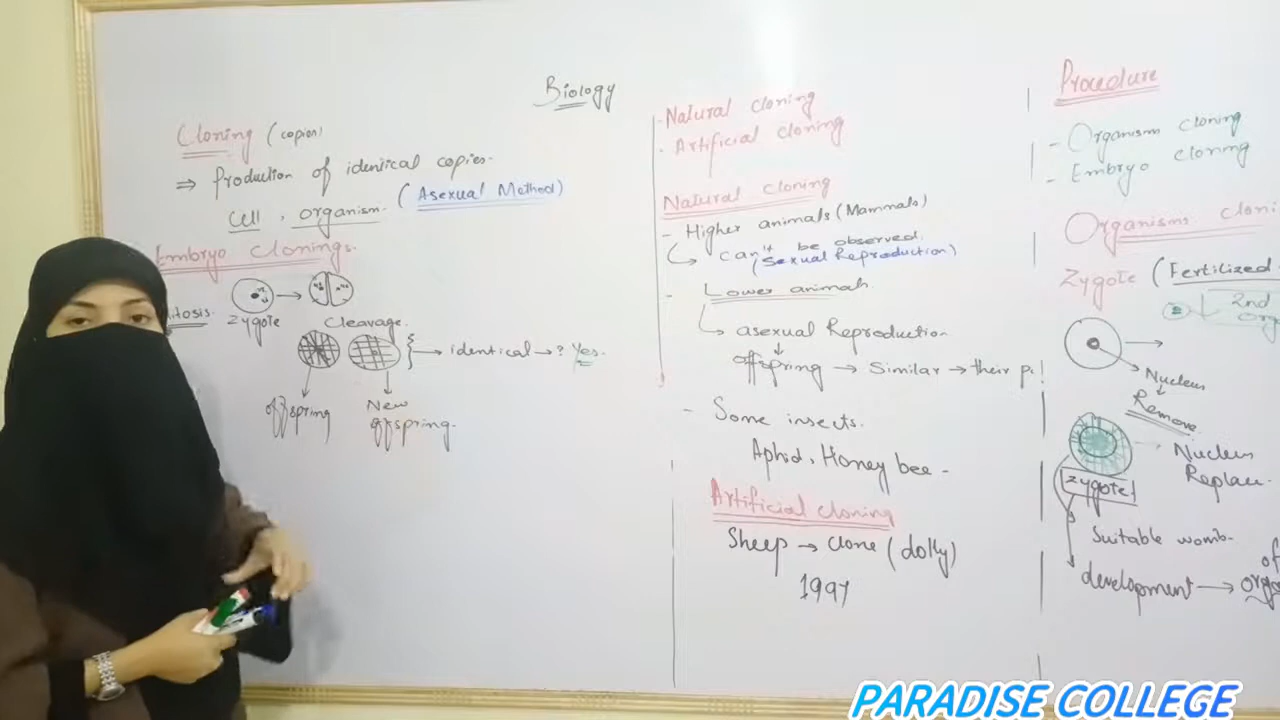 Biology
Cloning (copies)
⇒ Production of identical copies.
Cell, organism. (Asexual Method)
Embryo Clonings.
Zygote
Cleavage.
identical → ? Yes.
offspring
New
offspring.
- Natural cloning
- Artificial cloning
Natural cloning
- Higher animals (Mammals)
can't be observed.
(Sexual Reproduction)
- Lower animals.
asexual Reproduction
offspring → Similar → their
- Some insects.
Aphid, Honey bee -
Artificial cloning
Sheep → clone (dolly)
1997
Procedure
- Organism cloning
- Embryo cloning
Organisms cloni
Zygote (Fertilized
2nd
Nucleus
Remove
Nucleus
Replace.
Zygote
Suitable womb.
development →
PARADISE COLLEGE